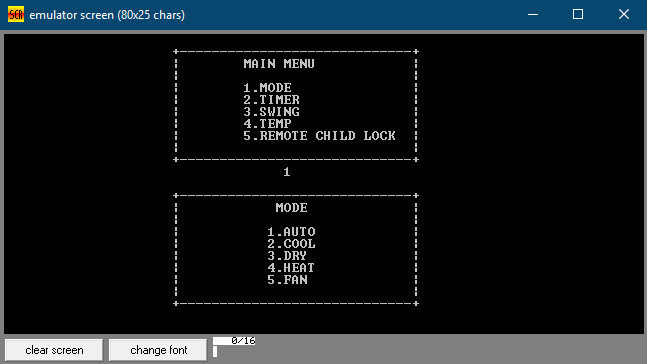 SCR emulator screen (80x25 chars)
MAIN MENU
1.MODE
2.TIMER
3.SWING
4.TEMP
5.REMOTE CHILD LOCK
1
MODE
1.AUTO
2.COOL
3.DRY
4.HEAT
5.FAN
clear screen
change font
0/16